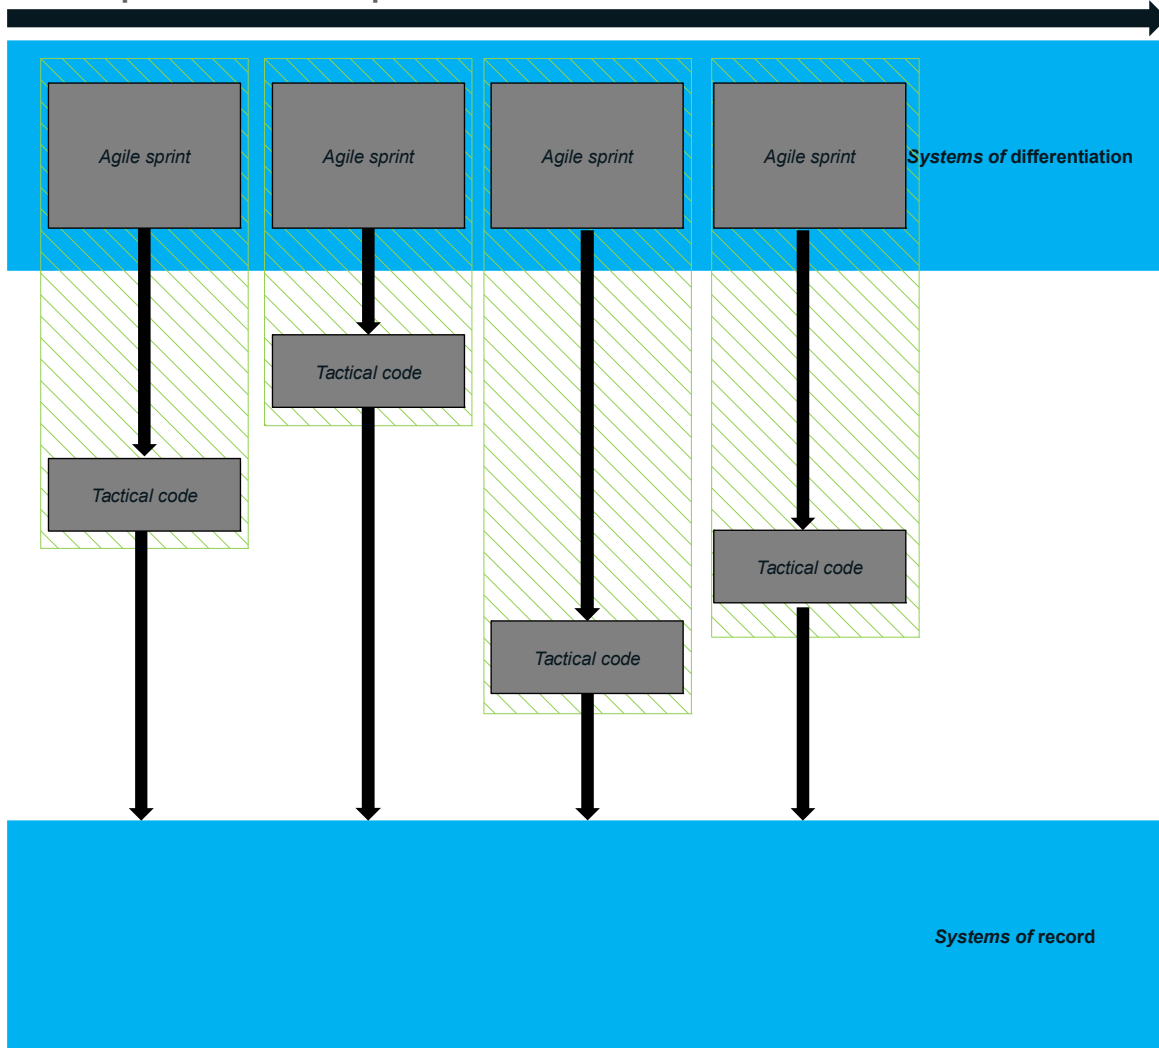 Agile sprint
Agile sprint
Agile sprint
Agile sprint
Systems of differentiation
Tactical code
Tactical code
Tactical code
Tactical code
Systems of record